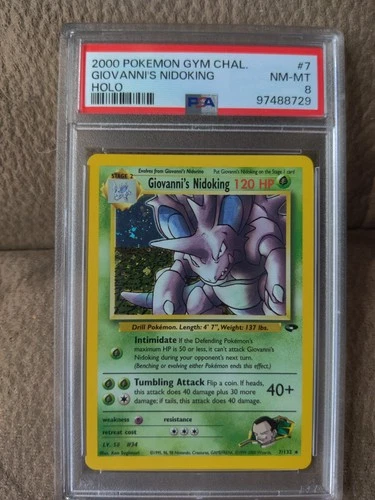 2000 POKEMON GYM CHAL. #7
GIOVANNI'S NIDOKING NM-MT
HOLO 8
PSA 97488729
STAGE 2 Evolves from Giovanni's Nidorino Put Giovanni's Nidoking on the Stage 1 card
Giovanni's Nidoking 120 HP
Drill Pokémon. Length: 4' 7", Weight: 137 lbs.
Intimidate If the Defending Pokémon's
maximum HP is 50 or less, it can't attack Giovanni's
Nidoking during your opponent's next turn.
(Benching or evolving either Pokémon ends this effect.)
Tumbling Attack Flip a coin. If heads,
this attack does 40 damage plus 30 more
damage; if tails, this attack does 40 damage. 40+
weakness resistance
retreat cost
LV. 13 #34
7/132